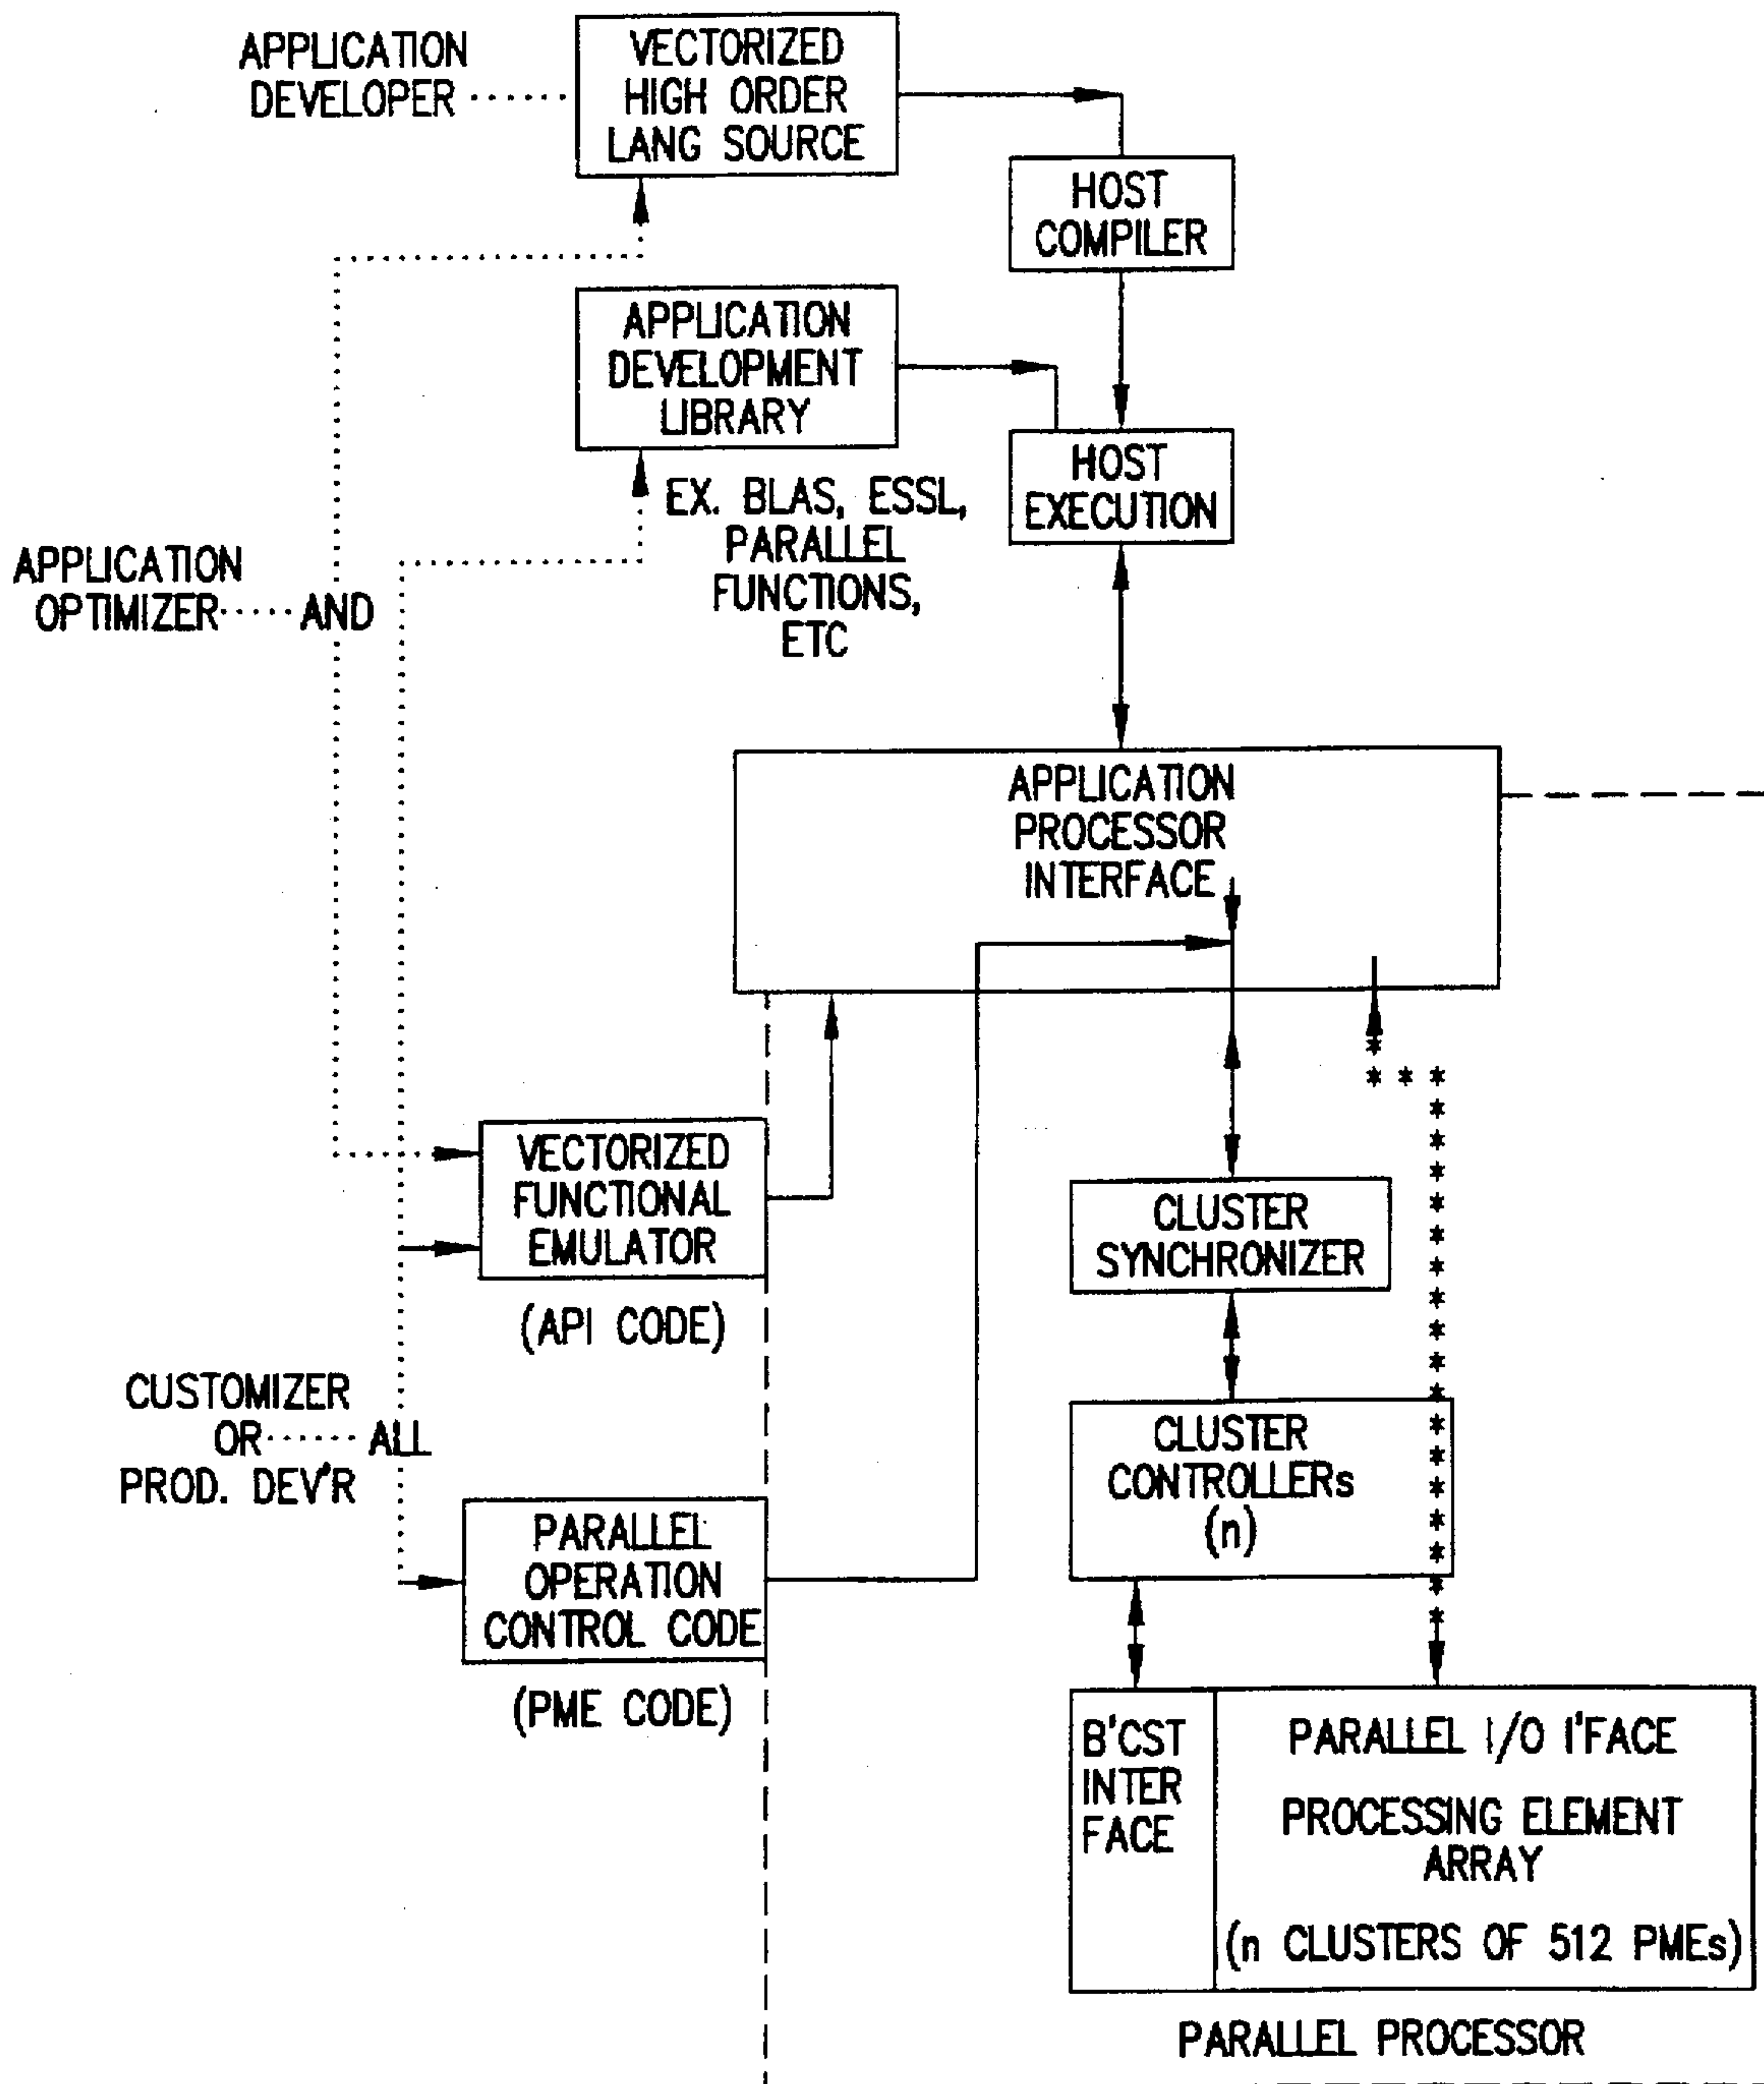 APPLICATION
DEVELOPER
VECTORIZED
HIGH ORDER
LANG SOURCE
HOST
COMPILER
APPLICATION
DEVELOPMENT
LIBRARY
EX. BLAS, ESSL,
PARALLEL
FUNCTIONS,
ETC
HOST
EXECUTION
APPLICATION
OPTIMIZER
AND
APPLICATION
PROCESSOR
INTERFACE
VECTORIZED
FUNCTIONAL
EMULATOR
(API CODE)
CLUSTER
SYNCHRONIZER
CUSTOMIZER
OR
PROD. DEV'R
ALL
CLUSTER
CONTROLLERs
(n)
PARALLEL
OPERATION
CONTROL CODE
(PME CODE)
B'CST
INTER
FACE
PARALLEL I/O I'FACE
PROCESSING ELEMENT
ARRAY
(n CLUSTERS OF 512 PMEs)
PARALLEL PROCESSOR